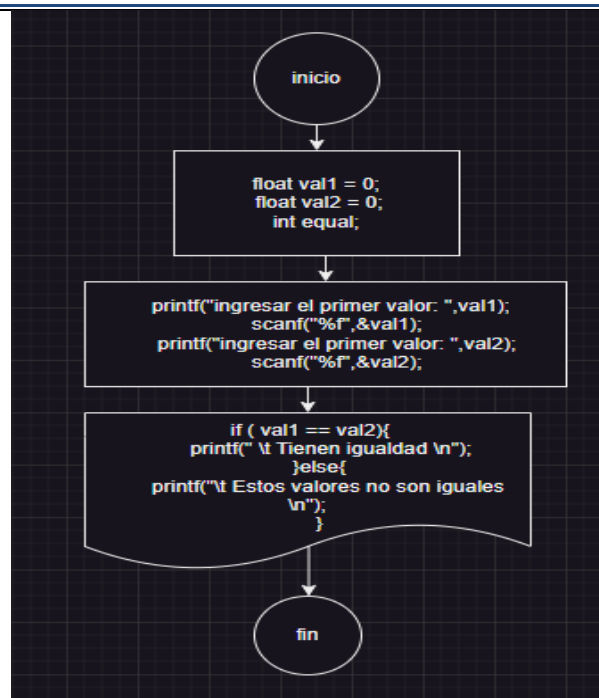 inicio
float val1 = 0;
float val2 = 0;
int equal;
printf("ingresar el primer valor: ",val1);
scanf("%f",&val1);
printf("ingresar el primer valor: ",val2);
scanf("%f",&val2);
if ( val1 == val2){
printf(" \t Tienen igualdad \n");
}else{
printf("\t Estos valores no son iguales
\n");
}
fin